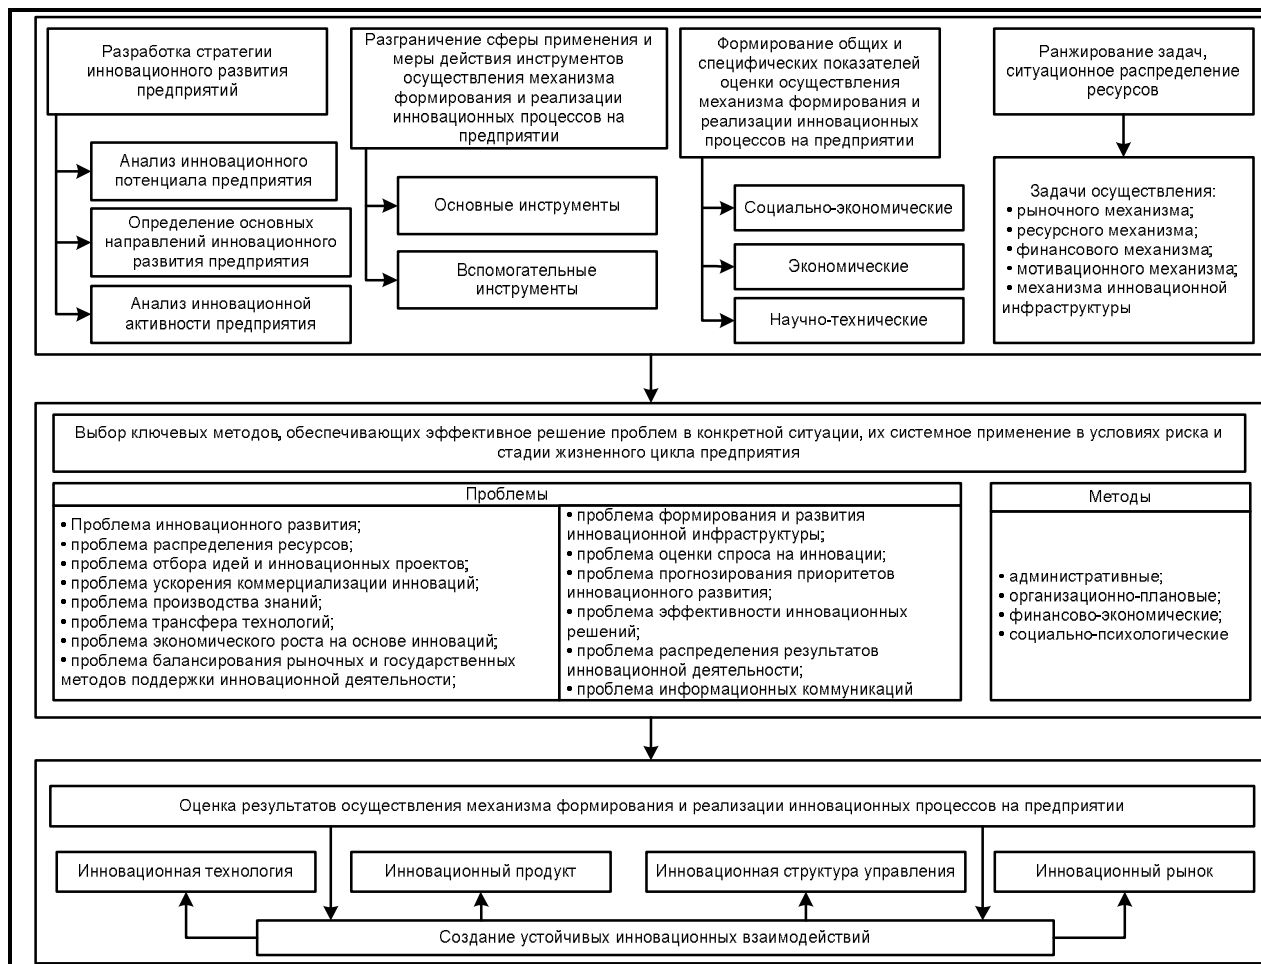 Разработка стратегии
инновационного развития
предприятий
Анализ инновационного
потенциала предприятия
Определение основных
направлений инновационного
развития предприятия
Анализ инновационной
активности предприятия
Разграничение сферы применения и
меры действия инструментов
осуществления механизма
формирования и реализации
инновационных процессов на
предприятии
Основные инструменты
Вспомогательные
инструменты
Формирование общих и
специфических показателей
оценки осуществления
механизма формирования и
реализации инновационных
процессов на предприятии
Социально-экономические
Экономические
Научно-технические
Ранжирование задач,
ситуационное распределение
ресурсов
Задачи осуществления:
• рыночного механизма;
• ресурсного механизма;
• финансового механизма;
• мотивационного механизма;
• механизма инновационной
инфраструктуры
Выбор ключевых методов, обеспечивающих эффективное решение проблем в конкретной ситуации, их системное применение в условиях риска и
стадии жизненного цикла предприятия
Проблемы
• Проблема инновационного развития;
• проблема распределения ресурсов;
• проблема отбора идей и инновационных проектов;
• проблема ускорения коммерциализации инноваций;
• проблема производства знаний;
• проблема трансфера технологий;
• проблема экономического роста на основе инноваций;
• проблема балансирования рыночных и государственных
методов поддержки инновационной деятельности;
• проблема формирования и развития
инновационной инфраструктуры;
• проблема оценки спроса на инновации;
• проблема прогнозирования приоритетов
инновационного развития;
• проблема эффективности инновационных
решений;
• проблема распределения результатов
инновационной деятельности;
• проблема информационных коммуникаций
Методы
• административные;
• организационно-плановые;
• финансово-экономические;
• социально-психологические
Оценка результатов осуществления механизма формирования и реализации инновационных процессов на предприятии
Инновационная технология
Инновационный продукт
Инновационная структура управления
Инновационный рынок
Создание устойчивых инновационных взаимодействий